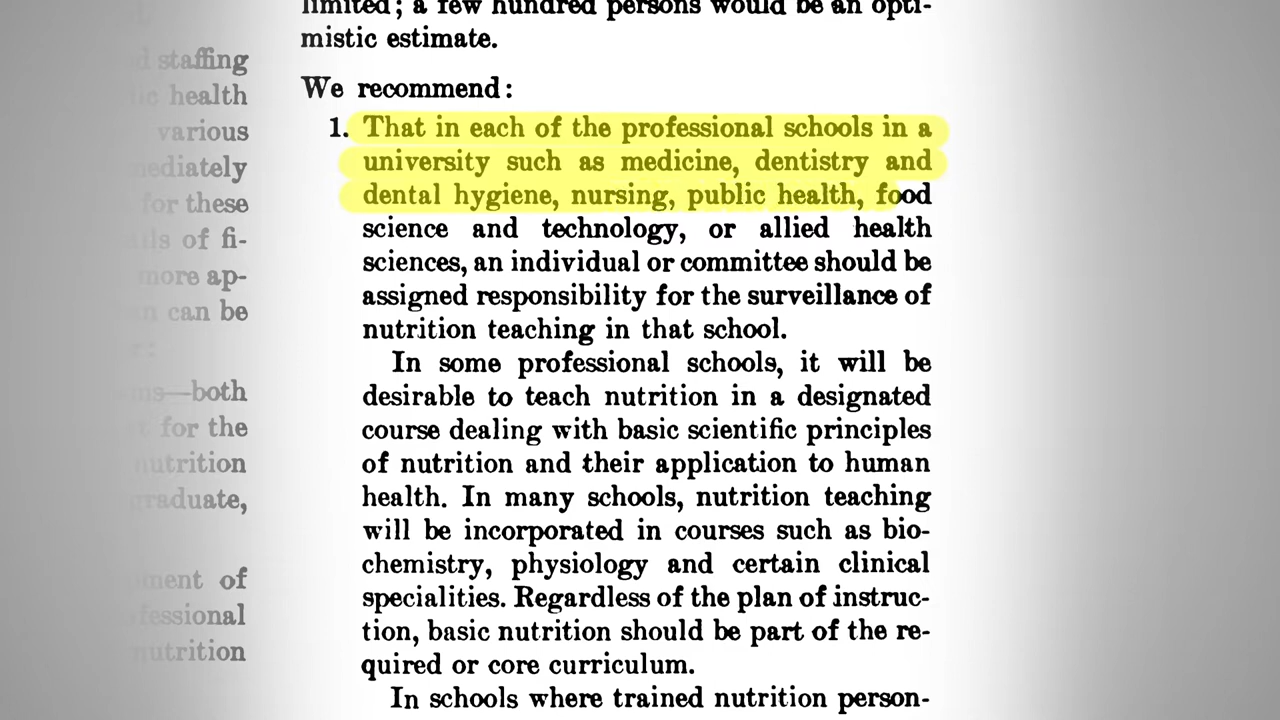 staffing
health
various
for these
of fi-
more ap-
can be
both
for the
nutrition
graduate,
of
nutrition
limited; a few hundred persons would be an opti-
mistic estimate.
We recommend:
1. That in each of the professional schools in a
university such as medicine, dentistry and
dental hygiene, nursing, public health, food
science and technology, or allied health
sciences, an individual or committee should be
assigned responsibility for the surveillance of
nutrition teaching in that school.
In some professional schools, it will be
desirable to teach nutrition in a designated
course dealing with basic scientific principles
of nutrition and their application to human
health. In many schools, nutrition teaching
will be incorporated in courses such as bio-
chemistry, physiology and certain clinical
specialities. Regardless of the plan of instruc-
tion, basic nutrition should be part of the re-
quired or core curriculum.
In schools where trained nutrition person-